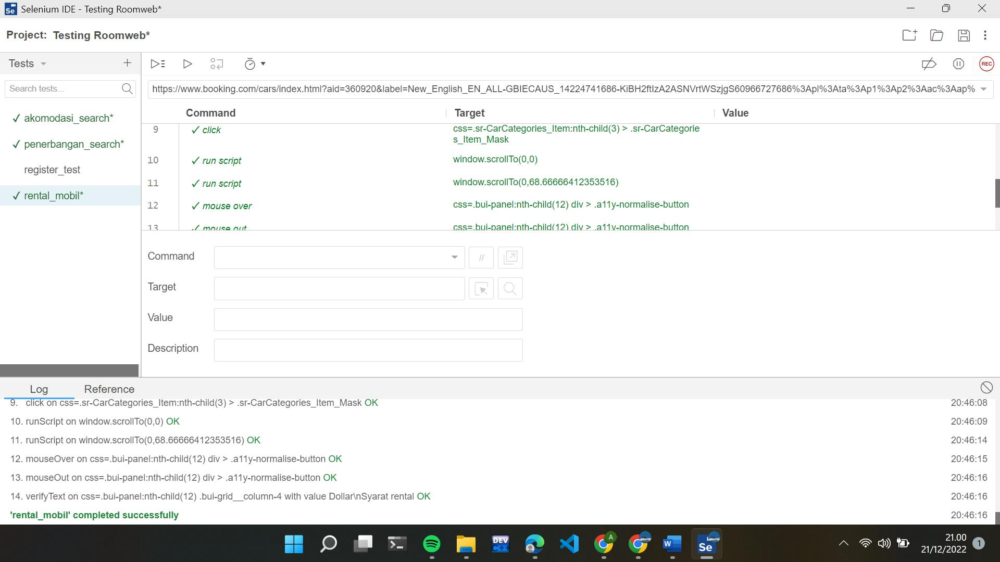 Selenium IDE - Testing Roomweb*
Project: Testing Roomweb*
Tests
REC
Search tests...
https://www.booking.com/cars/index.html?aid=360920&label=New_English_EN_ALL-GBIECAUS_14224741686-KiBH2ftIzA2ASNVrtWSzjgS60966727686%3Apl%3Ata%3Ap1%3Ap2%3Aac%3Aap%
akomodasi_search*
penerbangan_search*
register_test
rental_mobil*
Command Target Value
9 click css=.sr-CarCategories_Item:nth-child(3) > .sr-CarCategorie
s_Item_Mask
10 run script window.scrollTo(0,0)
11 run script window.scrollTo(0,68.66666412353516)
12 mouse over css=.bui-panel:nth-child(12) div > .a11y-normalise-button
13 mouse out css=.bui-panel:nth-child(12) div > .a11y-normalise-button
Command //
Target
Value
Description
Log Reference
9. click on css=.sr-CarCategories_Item:nth-child(3) > .sr-CarCategories_Item_Mask OK 20:46:08
10. runScript on window.scrollTo(0,0) OK 20:46:09
11. runScript on window.scrollTo(0,68.66666412353516) OK 20:46:14
12. mouseOver on css=.bui-panel:nth-child(12) div > .a11y-normalise-button OK 20:46:15
13. mouseOut on css=.bui-panel:nth-child(12) div > .a11y-normalise-button OK 20:46:16
14. verifyText on css=.bui-panel:nth-child(12) .bui-grid__column-4 with value Dollar\nSyarat rental OK 20:46:16
'rental_mobil' completed successfully 20:46:16
DEV C++
A
W
Se
21.00
21/12/2022
1